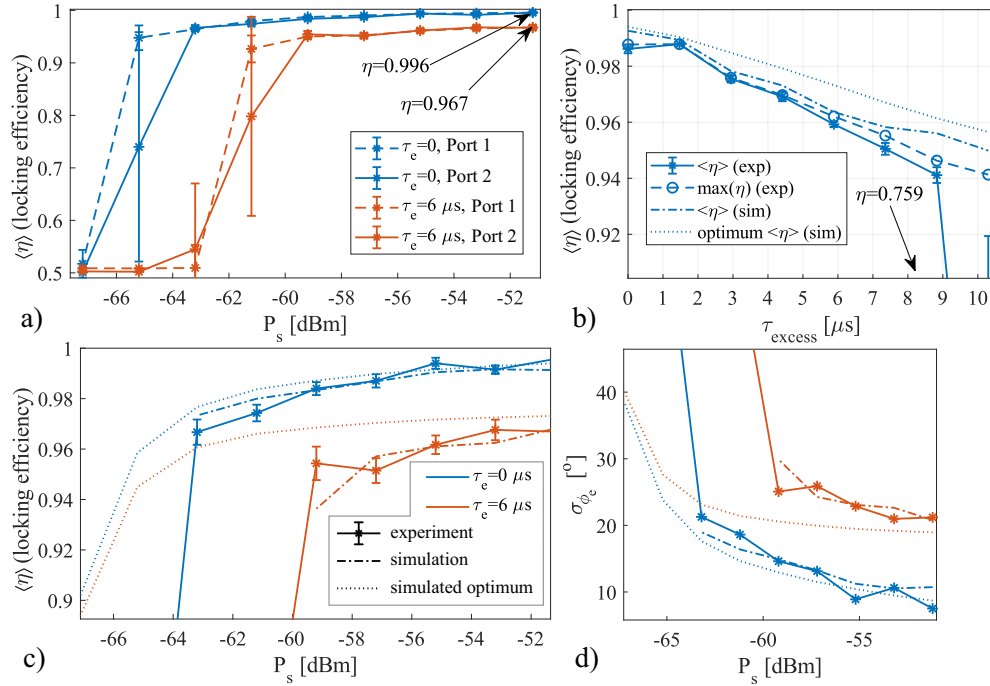 1
0.9
0.8
0.7
0.6
0.5
⟨η⟩ (locking efficiency)
η=0.996
η=0.967
τe=0, Port 1
τe=0, Port 2
τe=6 μs, Port 1
τe=6 μs, Port 2
-66 -64 -62 -60 -58 -56 -54 -52
Ps [dBm]
a)
1
0.98
0.96
0.94
0.92
⟨η⟩ (locking efficiency)
η=0.759
<η> (exp)
max(η) (exp)
<η> (sim)
optimum <η> (sim)
0 1 2 3 4 5 6 7 8 9 10
τexcess [μs]
b)
1
0.98
0.96
0.94
0.92
0.9
⟨η⟩ (locking efficiency)
τe=0 μs
τe=6 μs
experiment
simulation
simulated optimum
-66 -64 -62 -60 -58 -56 -54 -52
Ps [dBm]
c)
40
30
20
10
σϕe [°]
-65 -60 -55
Ps [dBm]
d)